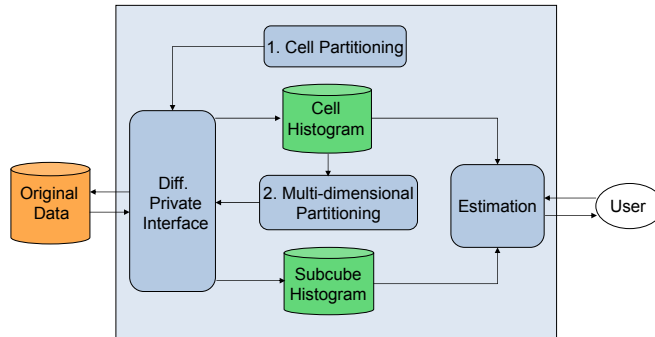 1. Cell Partitioning
Cell
Histogram
Original
Data
Diff.
Private
Interface
2. Multi-dimensional
Partitioning
Estimation
User
Subcube
Histogram